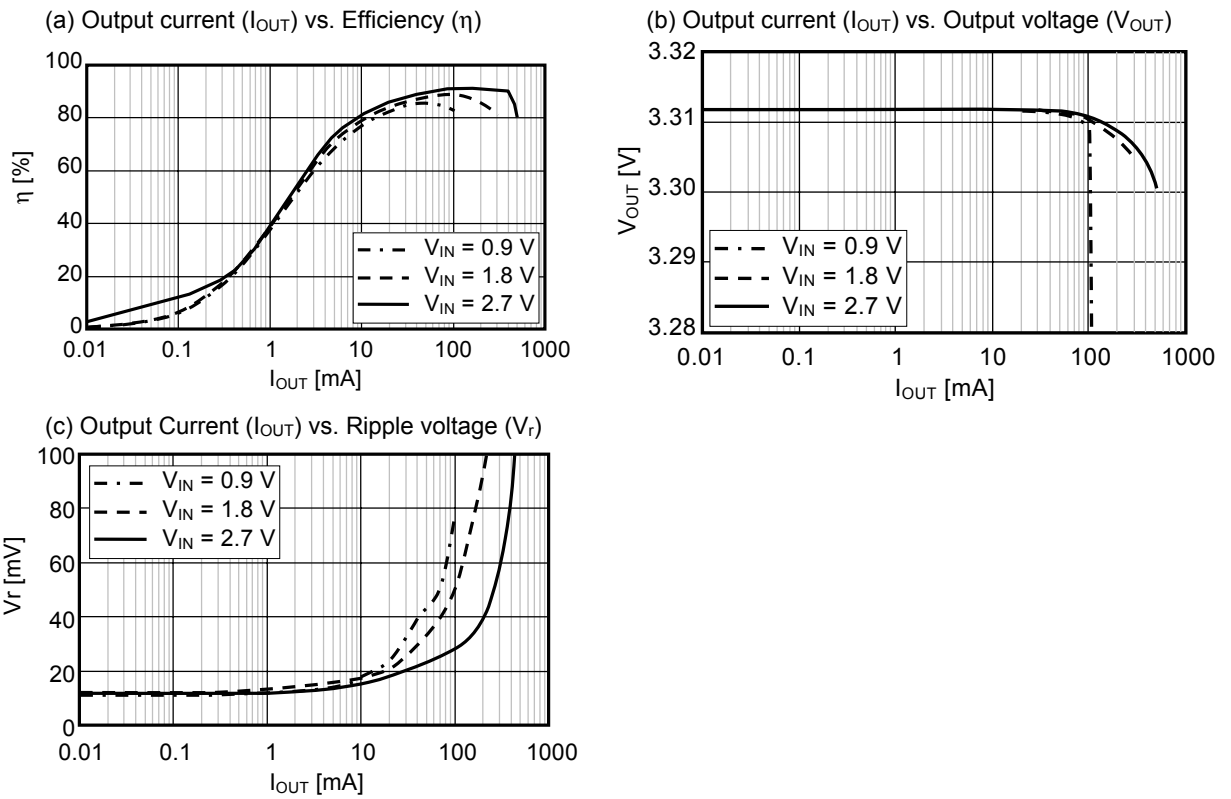 (a) Output current (IOUT) vs. Efficiency (η)
100
80
60
40
20
0
η [%]
VIN = 0.9 V
VIN = 1.8 V
VIN = 2.7 V
0.01 0.1 1 10 100 1000
IOUT [mA]
(b) Output current (IOUT) vs. Output voltage (VOUT)
3.32
3.31
3.30
3.29
3.28
VOUT [V]
VIN = 0.9 V
VIN = 1.8 V
VIN = 2.7 V
0.01 0.1 1 10 100 1000
IOUT [mA]
(c) Output Current (IOUT) vs. Ripple voltage (Vr)
100
80
60
40
20
0
Vr [mV]
VIN = 0.9 V
VIN = 1.8 V
VIN = 2.7 V
0.01 0.1 1 10 100 1000
IOUT [mA]